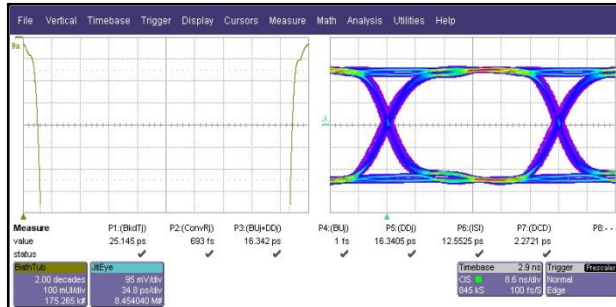 File Vertical Timebase Trigger Display Cursors Measure Math Analysis Utilities Help
Measure P1:(BkdTj) P2:(ConvRj) P3:(BUj+DDj) P4:(BUj) P5:(DDj) P6:(ISI) P7:(DCD) P8:- - -
value 25.145 ps 693 fs 16.342 ps 1 fs 16.3405 ps 12.5525 ps 2.2721 ps
status
BathTub JitEye Timebase 2.9 ns Trigger Prescaler
2.00 decades 95 mV/div CIS 8.6 ns/div Normal
100 mUI/div 34.8 ps/div 845 kS 100 fS/S Edge
175.265 k# 8.454040 M#